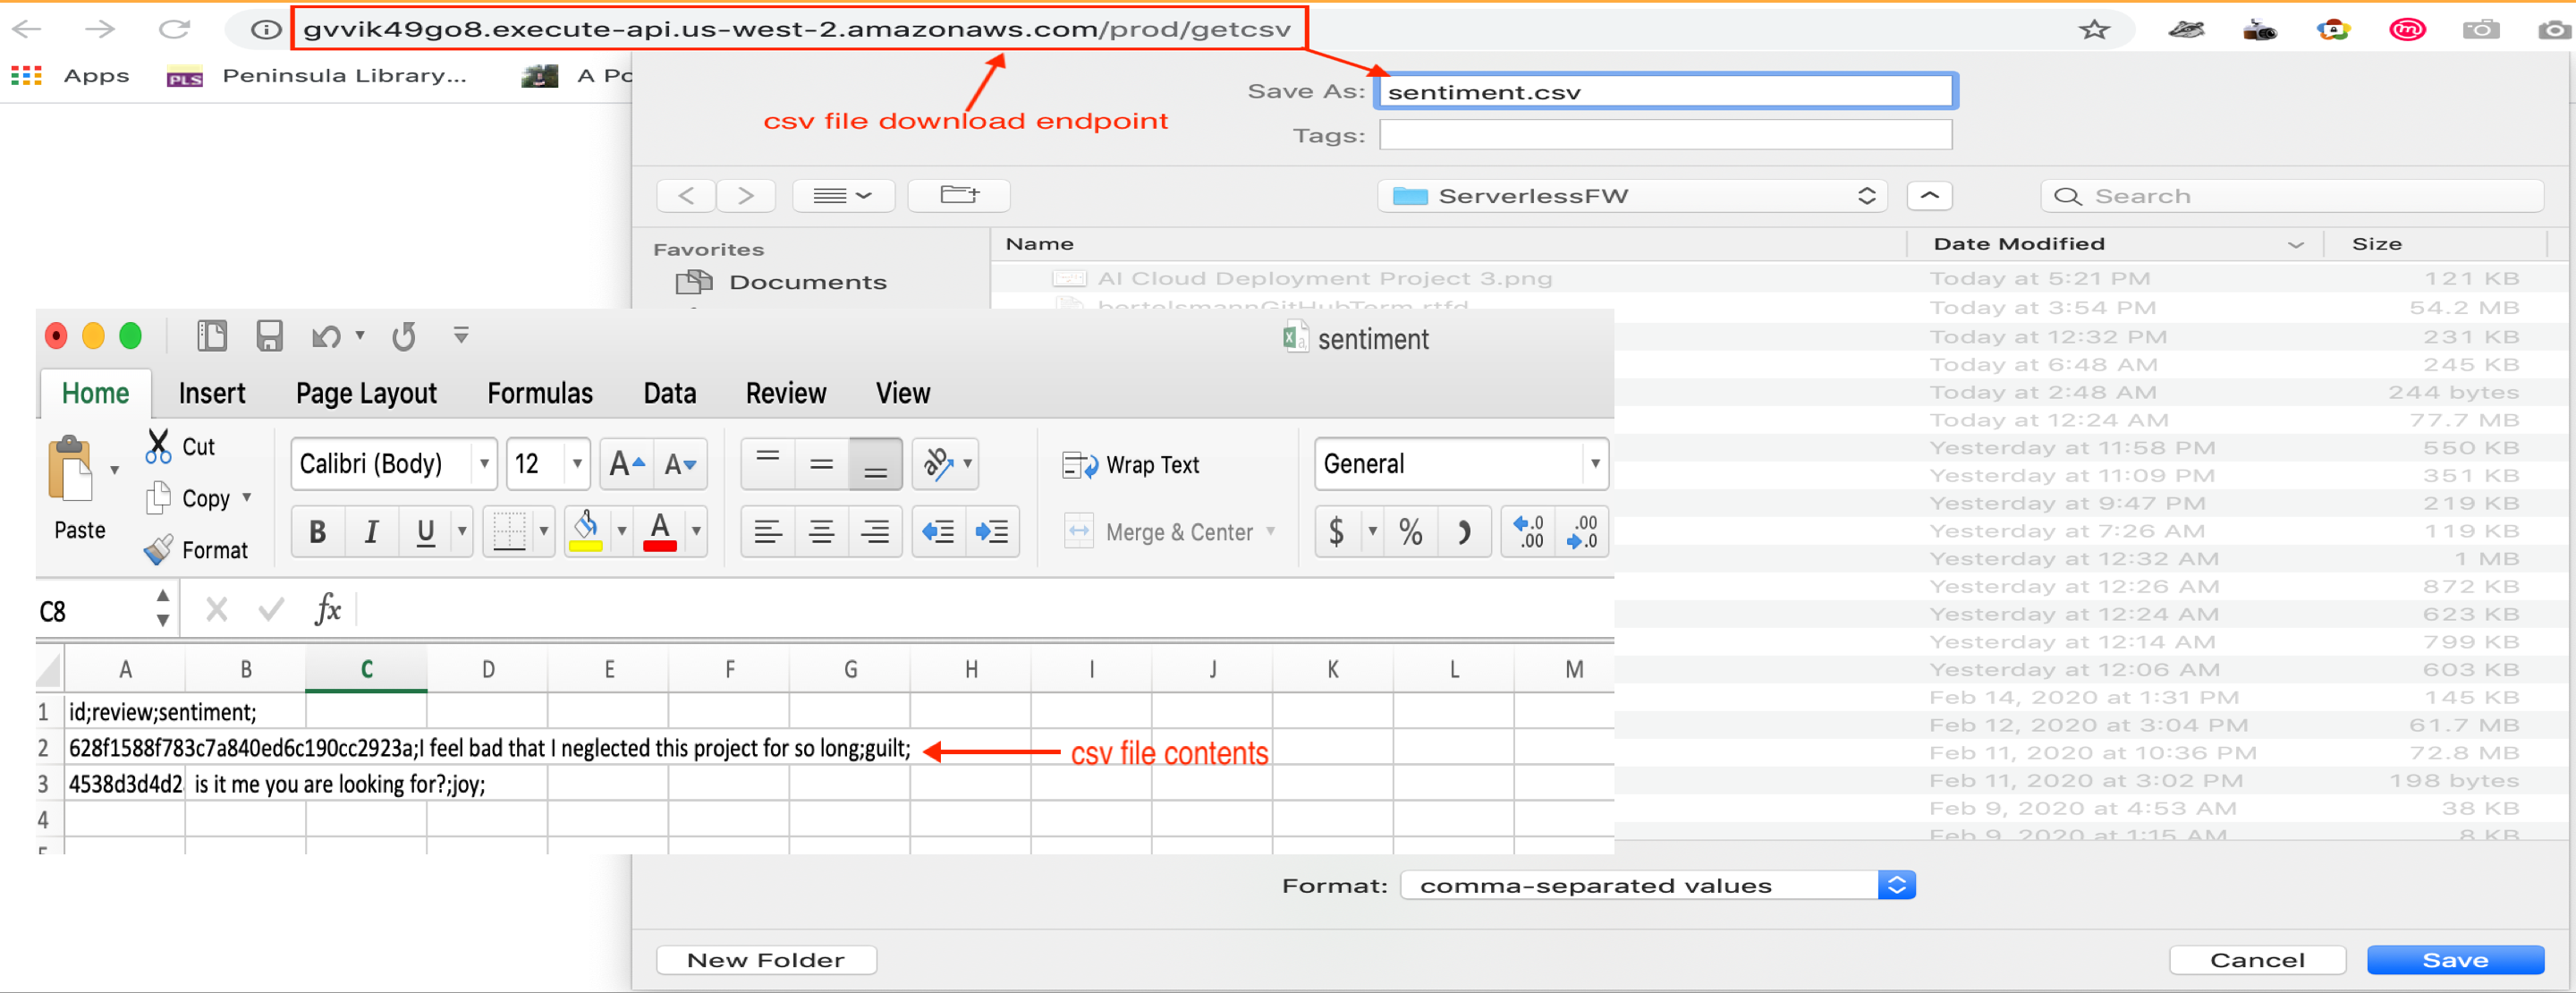 gvvik49go8.execute-api.us-west-2.amazonaws.com/prod/getcsv
Apps
PLS
Peninsula Library...
A Po
csv file download endpoint
Save As: sentiment.csv
Tags:
ServerlessFW
Search
Favorites
Documents
Name Date Modified Size
AI Cloud Deployment Project 3.png Today at 5:21 PM 121 KB
bertelsmannGitHubTerm.rtfd Today at 3:54 PM 54.2 MB
Today at 12:32 PM 231 KB
Today at 6:48 AM 245 KB
Today at 2:48 AM 244 bytes
Today at 12:24 AM 77.7 MB
Yesterday at 11:58 PM 550 KB
Yesterday at 11:09 PM 351 KB
Yesterday at 9:47 PM 219 KB
Yesterday at 7:26 AM 119 KB
Yesterday at 12:32 AM 1 MB
Yesterday at 12:26 AM 872 KB
Yesterday at 12:24 AM 623 KB
Yesterday at 12:14 AM 799 KB
Yesterday at 12:06 AM 603 KB
Feb 14, 2020 at 1:31 PM 145 KB
Feb 12, 2020 at 3:04 PM 61.7 MB
Feb 11, 2020 at 10:36 PM 72.8 MB
Feb 11, 2020 at 3:02 PM 198 bytes
Feb 9, 2020 at 4:53 AM 38 KB
Feb 9, 2020 at 1:15 AM 8 KB
sentiment
Home Insert Page Layout Formulas Data Review View
Paste
Cut
Copy
Format
Calibri (Body) 12 A A
B I U A
ab
Wrap Text
Merge & Center
General
$ % .0 .00 .00 .0
C8 fx
A B C D E F G H I J K L M
1 id;review;sentiment;
2 628f1588f783c7a840ed6c190cc2923a;I feel bad that I neglected this project for so long;guilt;
csv file contents
3 4538d3d4d2 is it me you are looking for?;joy;
4
5
Format: comma-separated values
New Folder Cancel Save